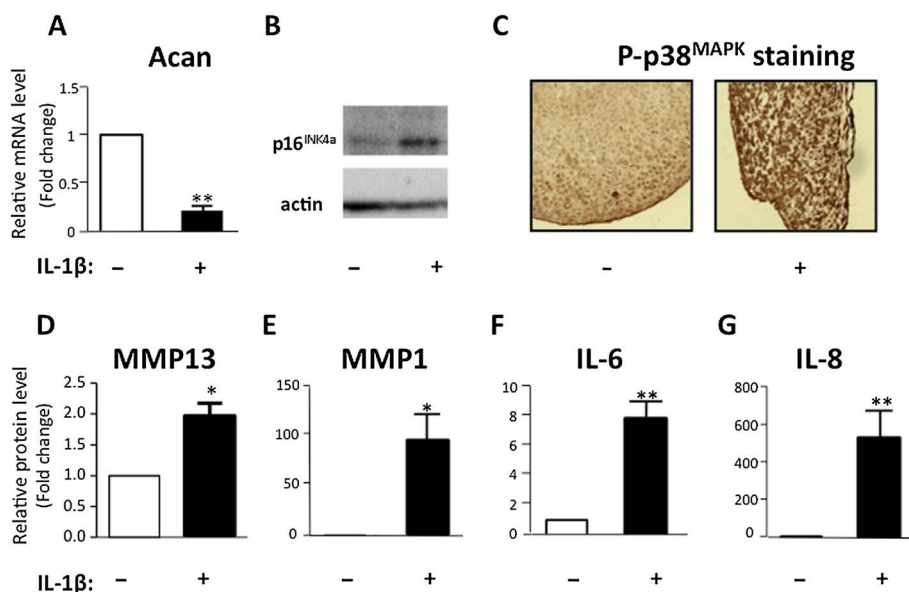 A
B
C
Acan
P-p38MAPK staining
Relative mRNA level
(Fold change)
1
0.5
0
**
p16INK4a
actin
IL-1β: – + – + – +
D
E
F
G
MMP13
MMP1
IL-6
IL-8
Relative protein level
(Fold change)
2.5
2.0
1.5
1.0
0.5
0.0
*
150
100
50
0
*
10
8
6
4
2
0
**
800
600
400
200
0
**
IL-1β: – + – + – + – +